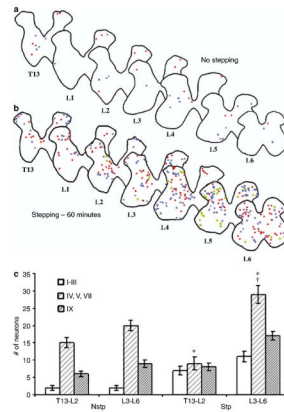 a
No stepping
T13
L1
L2
L3
L4
L5
L6
b
T13
L1
L2
L3
L4
L5
L6
Stepping – 60 minutes
c
35
30
25
20
15
10
5
0
# of neurons
I-III
IV, V, VII
IX
*
*
†
T13-L2 L3-L6 T13-L2 L3-L6
Nstp Stp